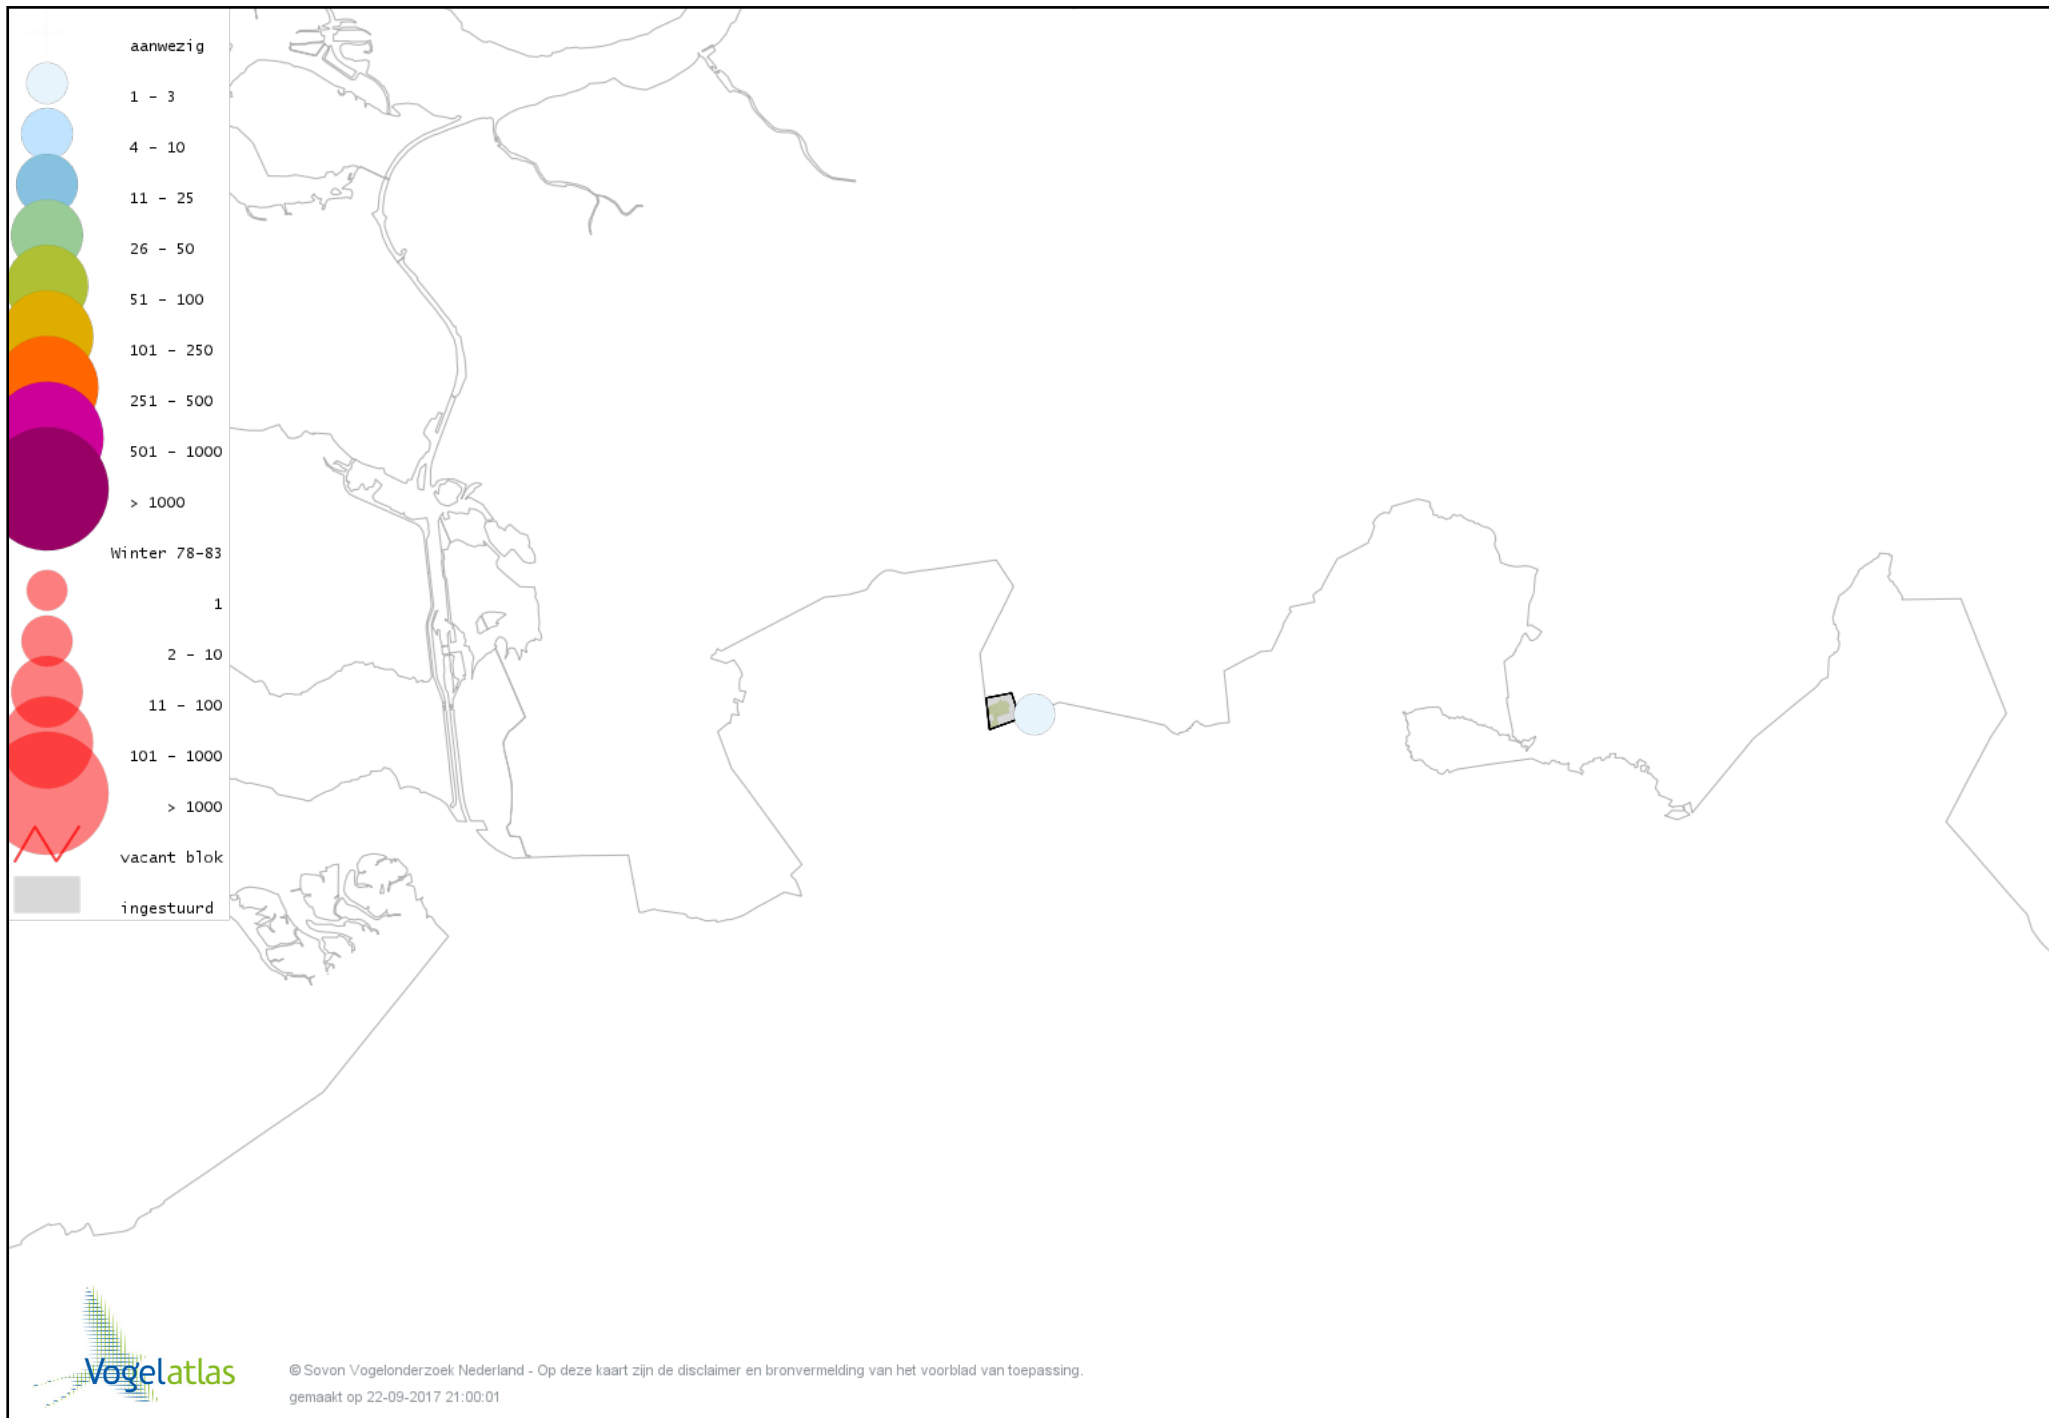 aanwezig
1 - 3
4 - 10
11 - 25
26 - 50
51 - 100
101 - 250
251 - 500
501 - 1000
> 1000
Winter 78-83
1
2 - 10
11 - 100
101 - 1000
> 1000
vacant blok
ingestuurd
Vogelatlas
© Sovon Vogelonderzoek Nederland - Op deze kaart zijn de disclaimer en bronvermelding van het voorblad van toepassing.
gemaakt op 22-09-2017 21:00:01